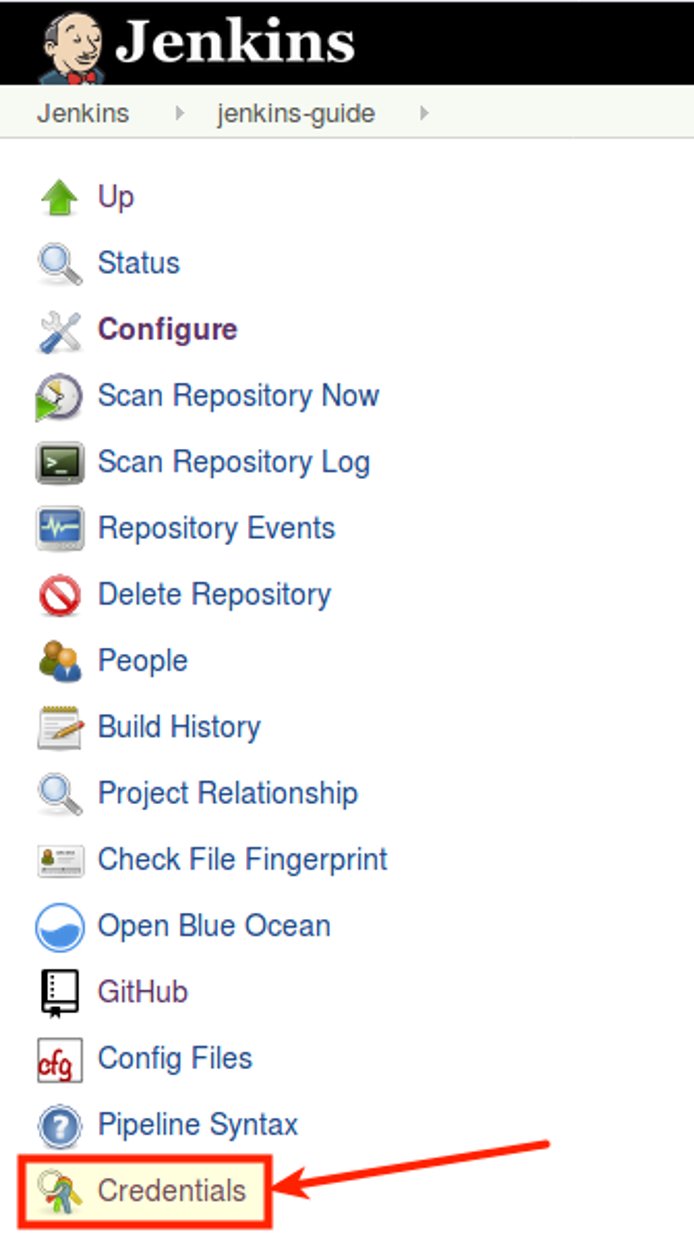 Jenkins
Jenkins jenkins-guide
Up
Status
Configure
Scan Repository Now
Scan Repository Log
Repository Events
Delete Repository
People
Build History
Project Relationship
Check File Fingerprint
Open Blue Ocean
GitHub
cfg Config Files
Pipeline Syntax
Credentials